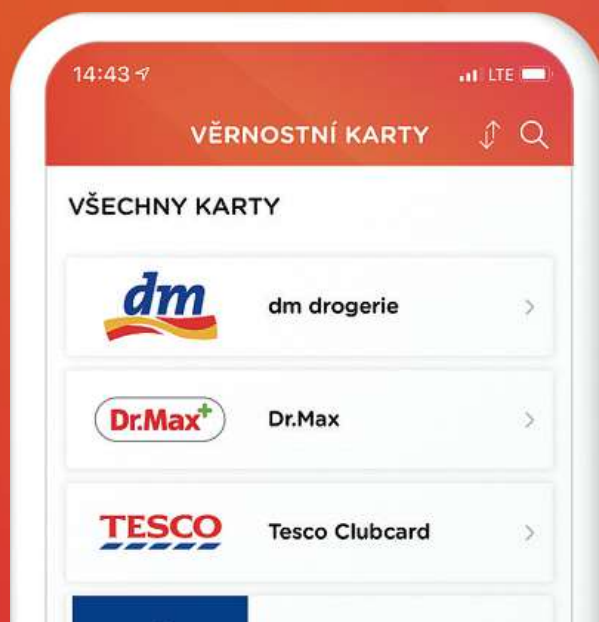 14:43
LTE
VĚRNOSTNÍ KARTY
VŠECHNY KARTY
dm
dm drogerie
Dr.Max+
Dr.Max
TESCO
Tesco Clubcard